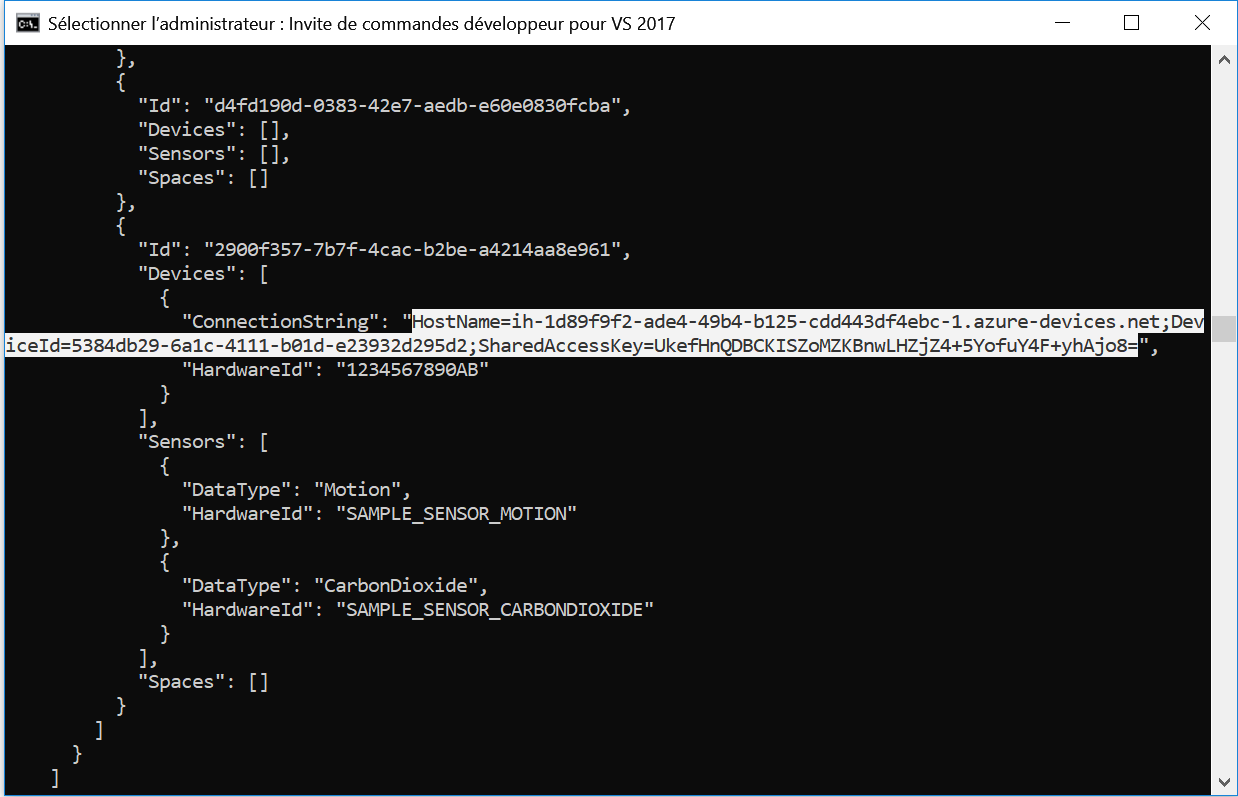 Sélectionner l’administrateur : Invite de commandes développeur pour VS 2017
},
{
"Id": "d4fd190d-0383-42e7-aedb-e60e0830fcba",
"Devices": [],
"Sensors": [],
"Spaces": []
},
{
"Id": "2900f357-7b7f-4cac-b2be-a4214aa8e961",
"Devices": [
{
"ConnectionString": "HostName=ih-1d89f9f2-ade4-49b4-b125-cdd443df4ebc-1.azure-devices.net;Dev
iceId=5384db29-6a1c-4111-b01d-e23932d295d2;SharedAccessKey=UkefHnQDBCKISZoMZKBnwLHZjZ4+5YofuY4F+yhAjo8=",
"HardwareId": "1234567890AB"
}
],
"Sensors": [
{
"DataType": "Motion",
"HardwareId": "SAMPLE_SENSOR_MOTION"
},
{
"DataType": "CarbonDioxide",
"HardwareId": "SAMPLE_SENSOR_CARBONDIOXIDE"
}
],
"Spaces": []
}
]
}
]